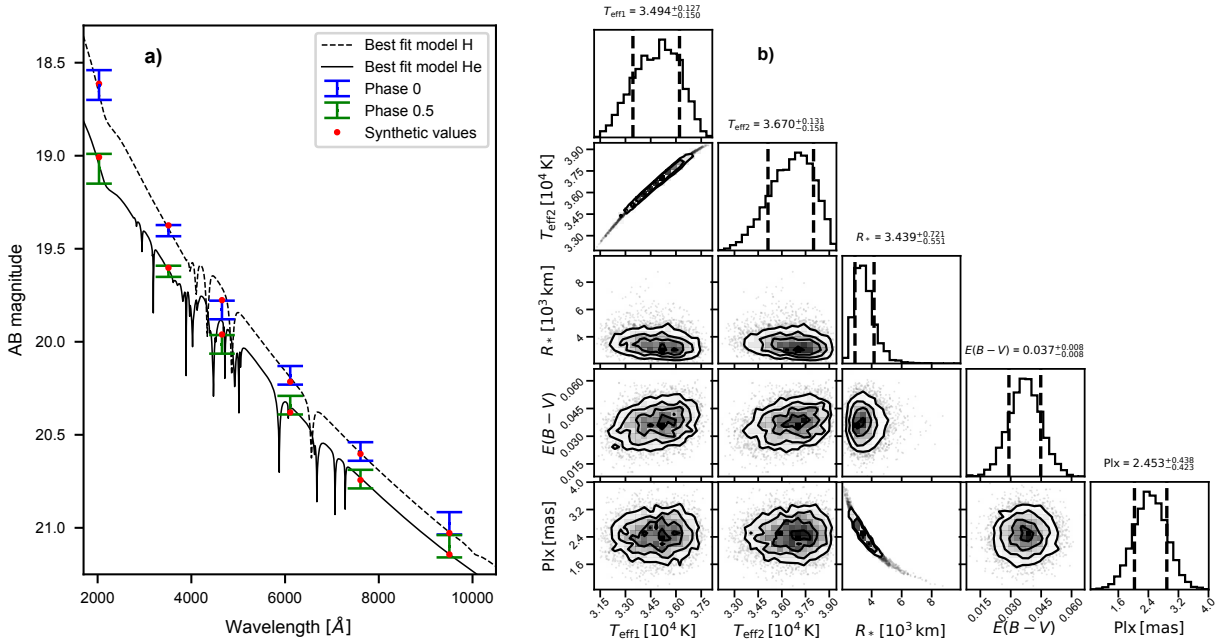 a)
Best fit model H
Best fit model He
Phase 0
Phase 0.5
Synthetic values
AB magnitude
18.5
19.0
19.5
20.0
20.5
21.0
2000
4000
6000
8000
10000
Wavelength [Å]
b)
T_eff1 = 3.494^{+0.127}_{-0.150}
T_eff2 = 3.670^{+0.131}_{-0.158}
R_* = 3.439^{+0.721}_{-0.551}
E(B − V) = 0.037^{+0.008}_{-0.008}
Plx = 2.453^{+0.438}_{-0.423}
T_eff2 [10^4 K]
3.90
3.75
3.60
3.45
3.30
R_* [10^3 km]
8
6
4
E(B − V)
0.060
0.045
0.030
0.015
Plx [mas]
4.0
3.2
2.4
1.6
3.15
3.30
3.45
3.60
3.75
T_eff1 [10^4 K]
3.30
3.45
3.60
3.75
3.90
T_eff2 [10^4 K]
4
6
8
R_* [10^3 km]
0.015
0.030
0.045
0.060
E(B − V)
1.6
2.4
3.2
4.0
Plx [mas]